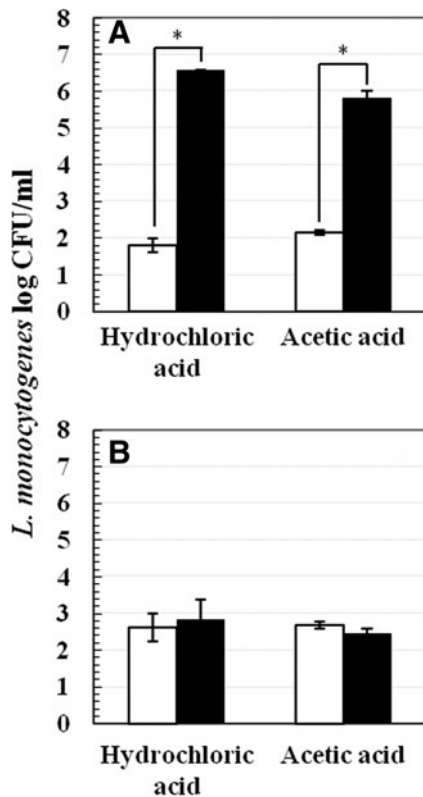 L. monocytogenes log CFU/ml
A
8
7
6
5
4
3
2
1
0
*
*
Hydrochloric acid
Acetic acid
B
8
7
6
5
4
3
2
1
0
Hydrochloric acid
Acetic acid